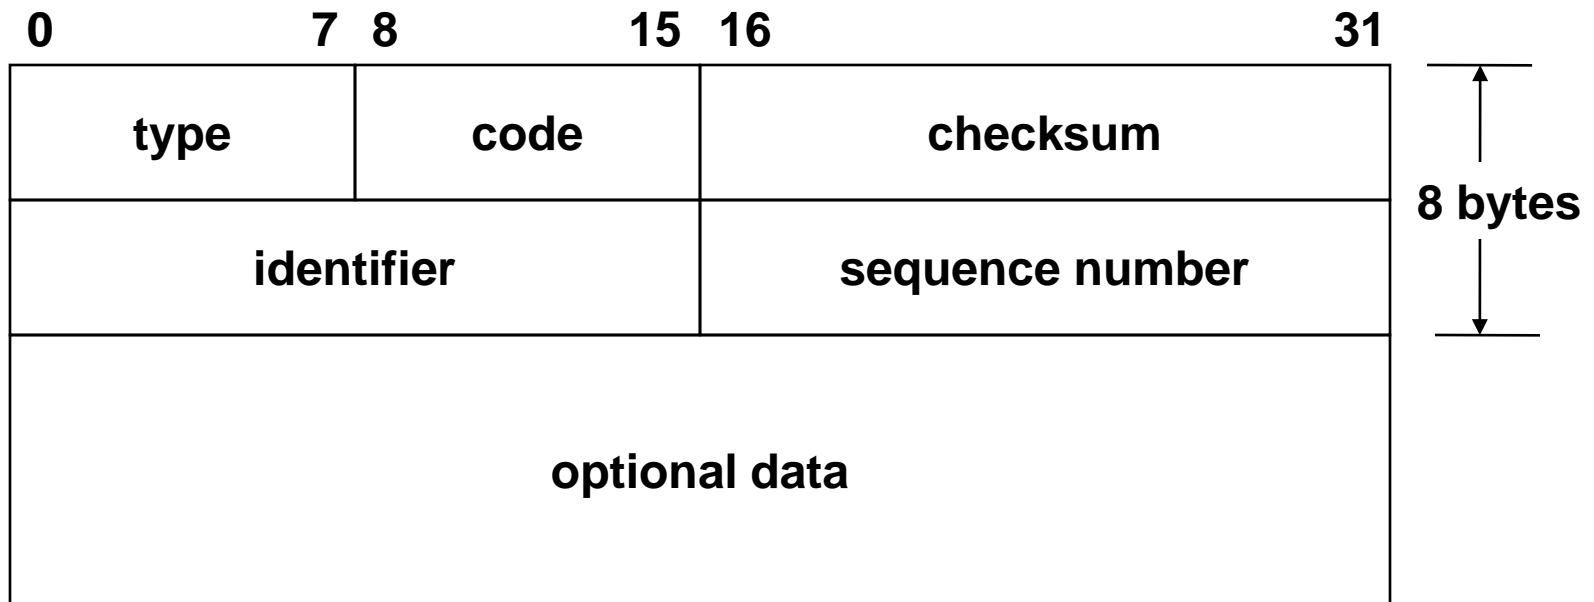 0 7 8 15 16 31
type code checksum
8 bytes
identifier sequence number
optional data